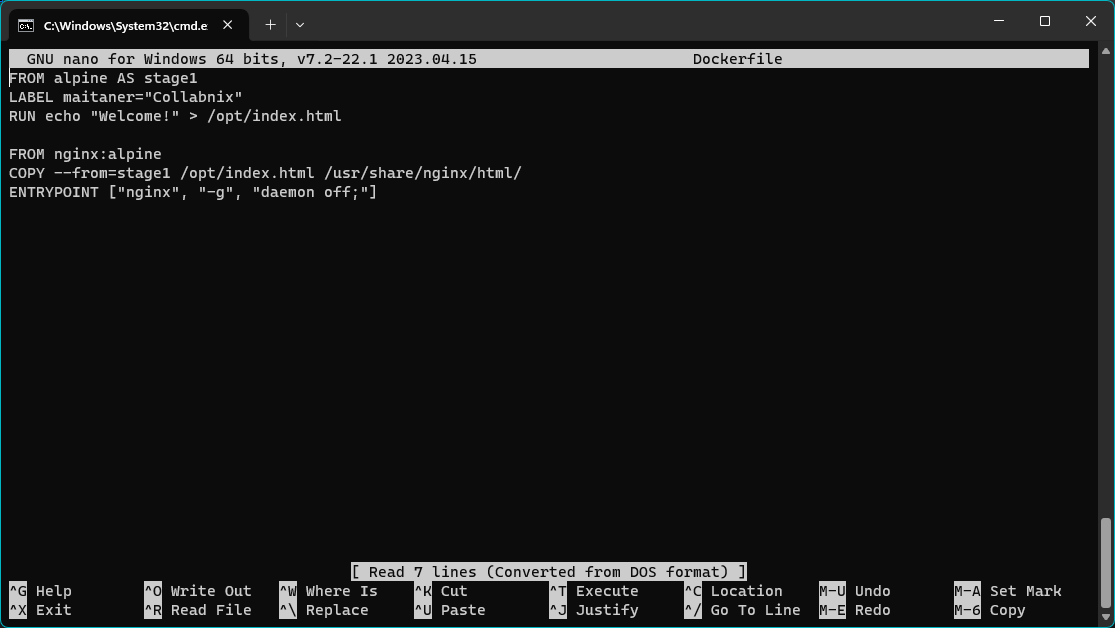 C:\Windows\System32\cmd.e
GNU nano for Windows 64 bits, v7.2-22.1 2023.04.15 Dockerfile
FROM alpine AS stage1
LABEL maitaner="Collabnix"
RUN echo "Welcome!" > /opt/index.html
FROM nginx:alpine
COPY --from=stage1 /opt/index.html /usr/share/nginx/html/
ENTRYPOINT ["nginx", "-g", "daemon off;"]
[ Read 7 lines (Converted from DOS format) ]
^G Help ^O Write Out ^W Where Is ^K Cut ^T Execute ^C Location M-U Undo M-A Set Mark
^X Exit ^R Read File ^\ Replace ^U Paste ^J Justify ^/ Go To Line M-E Redo M-6 Copy